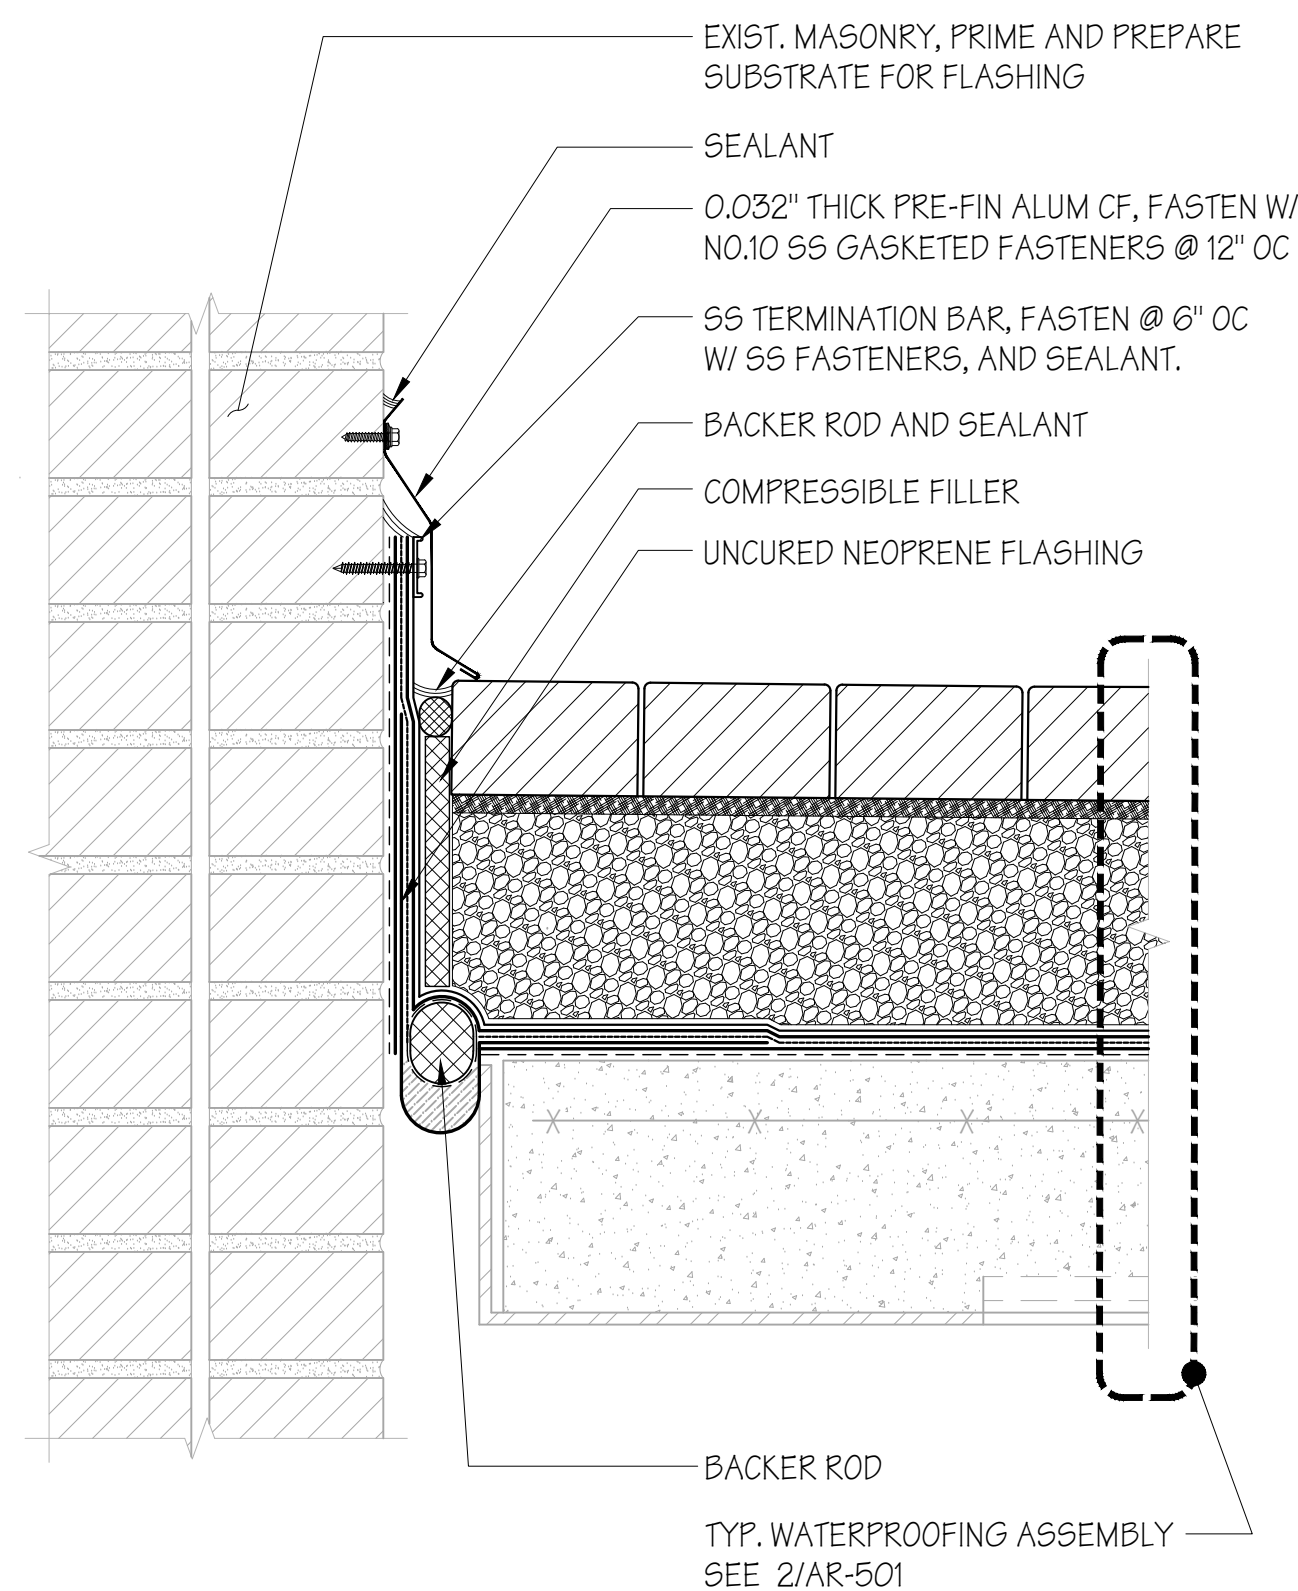 EXIST. MASONRY, PRIME AND PREPARE
SUBSTRATE FOR FLASHING
SEALANT
0.032" THICK PRE-FIN ALUM CF, FASTEN W/
NO.10 SS GASKETED FASTENERS @ 12" OC
SS TERMINATION BAR, FASTEN @ 6" OC
W/ SS FASTENERS, AND SEALANT.
BACKER ROD AND SEALANT
COMPRESSIBLE FILLER
UNCURED NEOPRENE FLASHING
BACKER ROD
TYP. WATERPROOFING ASSEMBLY
SEE 2/AR-501